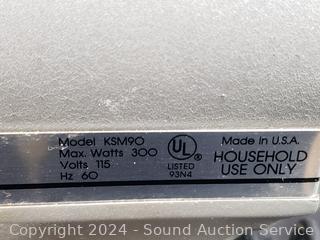 Model KSM90
Max. Watts 300
Volts 115
Hz 60
UL
LISTED
93N4
Made In U.S.A.
HOUSEHOLD
USE ONLY
Copyright 2024 - Sound Auction Service